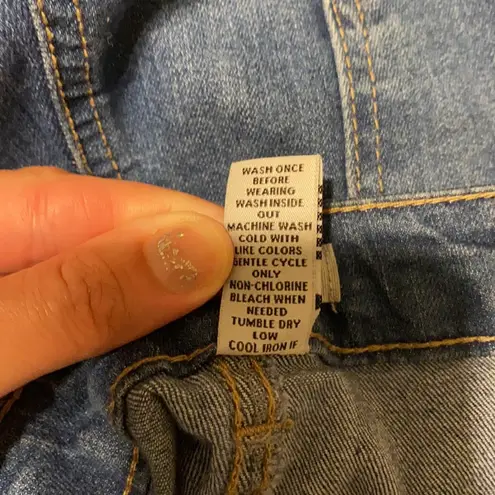 WASH ONCE
BEFORE
WEARING
WASH INSIDE
OUT
MACHINE WASH
COLD WITH
LIKE COLORS
GENTLE CYCLE
ONLY
NON-CHLORINE
BLEACH WHEN
NEEDED
TUMBLE DRY
LOW
COOL IRON IF